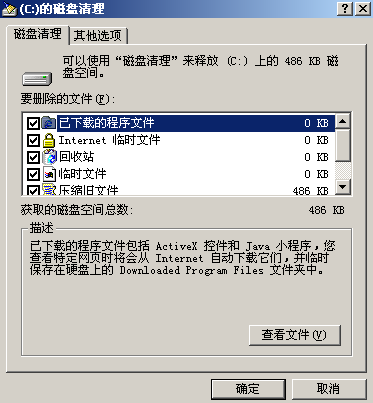 (C:)的磁盘清理
磁盘清理 其他选项
可以使用“磁盘清理”来释放 (C:) 上的 486 KB 磁
盘空间。
要删除的文件(F):
已下载的程序文件 0 KB
Internet 临时文件 0 KB
回收站 0 KB
临时文件 0 KB
压缩旧文件 486 KB
获取的磁盘空间总数: 486 KB
描述
已下载的程序文件包括 ActiveX 控件和 Java 小程序，您
查看特定网页时将会从 Internet 自动下载它们，并临时
保存在硬盘上的 Downloaded Program Files 文件夹中。
查看文件(V)
确定 取消